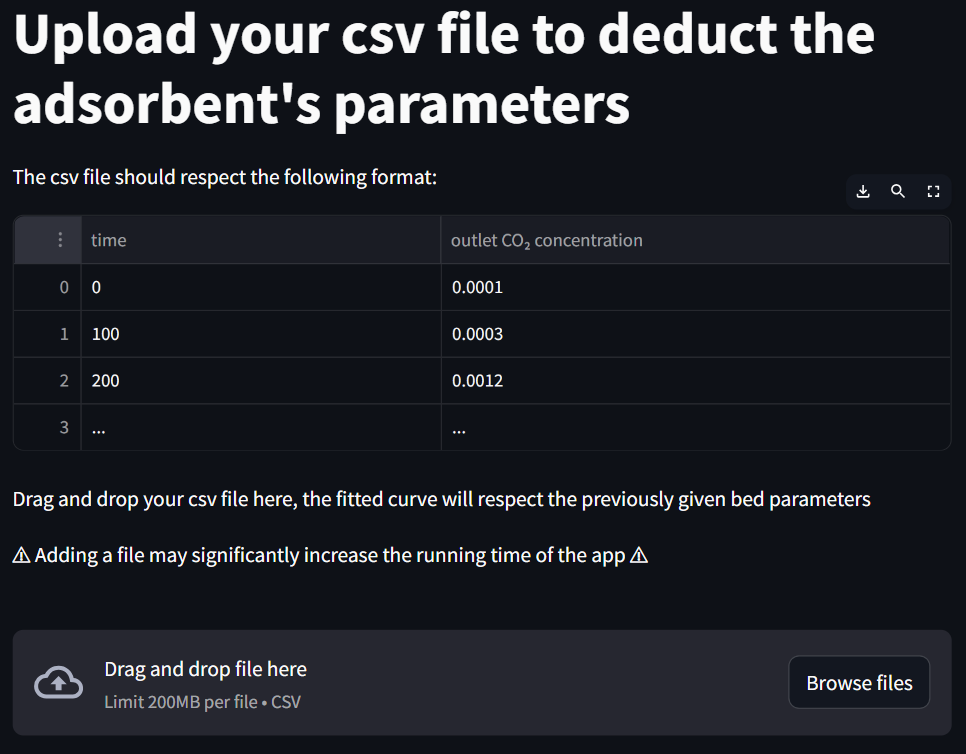 Upload your csv file to deduct the
adsorbent's parameters
The csv file should respect the following format:
time outlet CO₂ concentration
0 0 0.0001
1 100 0.0003
2 200 0.0012
3 ... ...
Drag and drop your csv file here, the fitted curve will respect the previously given bed parameters
⚠ Adding a file may significantly increase the running time of the app ⚠
Drag and drop file here
Limit 200MB per file • CSV
Browse files